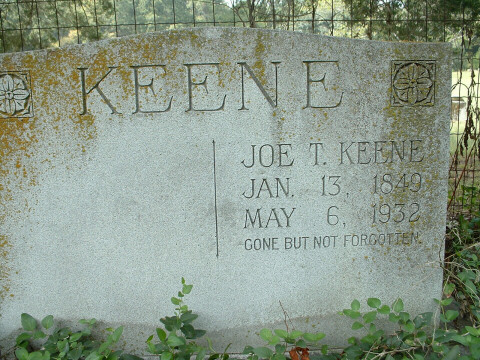 KEENE
JOE T. KEENE
JAN. 13, 1849
MAY 6, 1932
GONE BUT NOT FORGOTTEN.